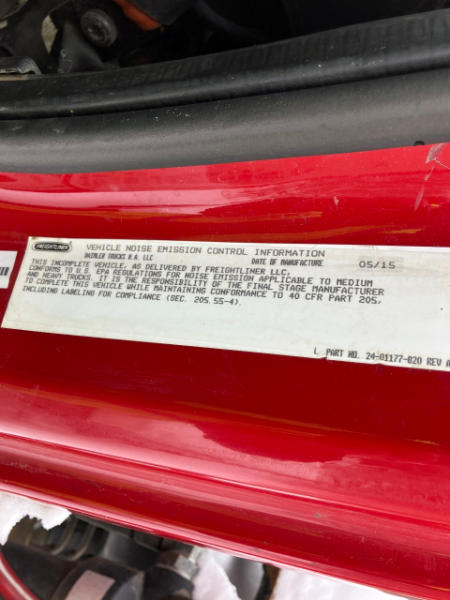 FREIGHTLINER
VEHICLE NOISE EMISSION CONTROL INFORMATION
DAIMLER TRUCKS N.A. LLC DATE OF MANUFACTURE 05/15
THIS INCOMPLETE VEHICLE, AS DELIVERED BY FREIGHTLINER LLC,
CONFORMS TO U.S. EPA REGULATIONS FOR NOISE EMISSION APPLICABLE TO MEDIUM
AND HEAVY TRUCKS. IT IS THE RESPONSIBILITY OF THE FINAL STAGE MANUFACTURER
TO COMPLETE THIS VEHICLE WHILE MAINTAINING CONFORMANCE TO 40 CFR PART 205,
INCLUDING LABELING FOR COMPLIANCE (SEC. 205.55-4).
L PART NO. 24-01177-020 REV A